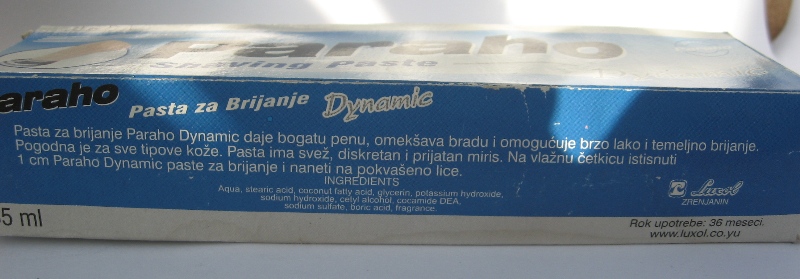 Paraho
Shaving Paste
Paraho Pasta za Brijanje Dynamic
Pasta za brijanje Paraho Dynamic daje bogatu penu, omekšava bradu i omogućuje brzo lako i temeljno brijanje.
Pogodna je za sve tipove kože. Pasta ima svež, diskretan i prijatan miris. Na vlažnu četkicu istisnuti
1 cm Paraho Dynamic paste za brijanje i naneti na pokvašeno lice.
INGREDIENTS
Aqua, stearic acid, coconut fatty acid, glycerin, potassium hydroxide,
sodium hydroxide, cetyl alcohol, cocamide DEA,
sodium sulfate, boric acid, fragrance.
Luxol
ZRENJANIN
5 ml
Rok upotrebe: 36 meseci.
www.luxol.co.yu